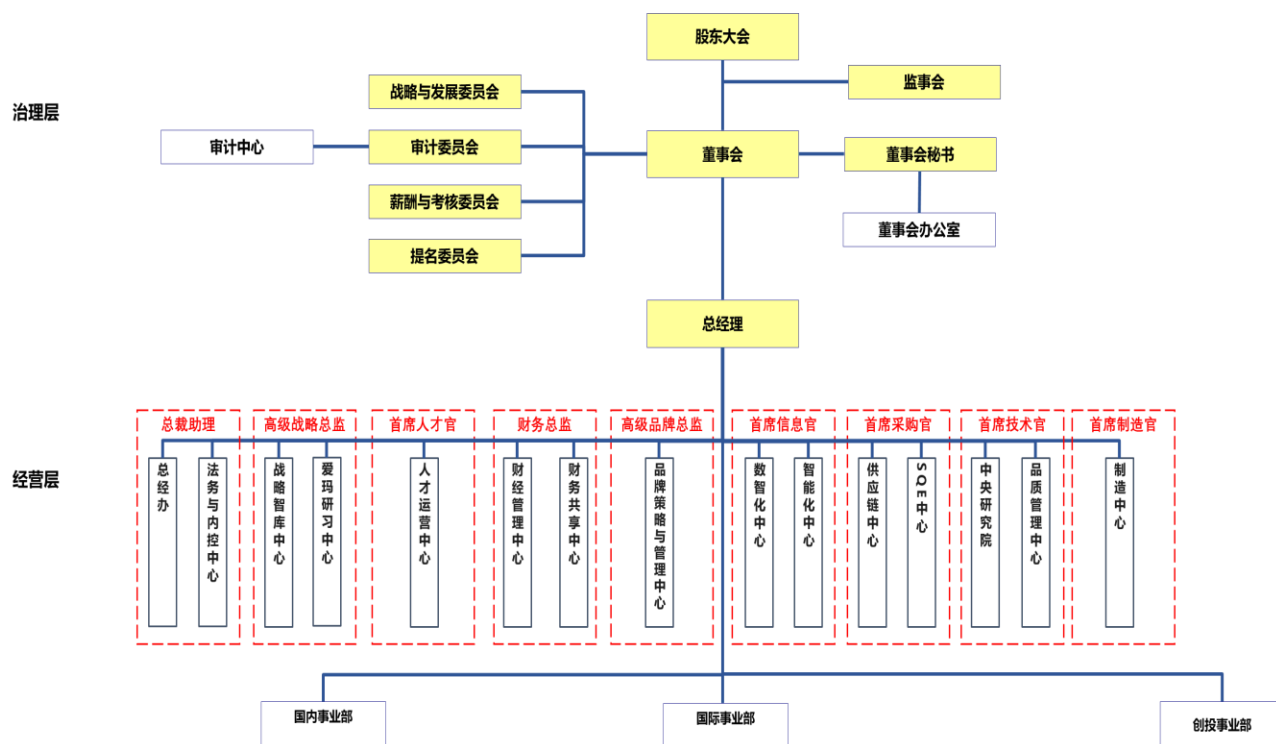 股东大会
监事会
战略与发展委员会
治理层
审计中心
审计委员会
董事会
董事会秘书
薪酬与考核委员会
董事会办公室
提名委员会
总经理
总裁助理
高级战略总监
首席人才官
财务总监
高级品牌总监
首席信息官
首席采购官
首席技术官
首席制造官
经营层
总经办
法务与内控中心
战略智库中心
爱玛研习中心
人才运营中心
财经管理中心
财务共享中心
品牌策略与管理中心
数智化中心
智能化中心
供应链中心
SQE中心
中央研究院
品质管理中心
制造中心
国内事业部
国际事业部
创投事业部